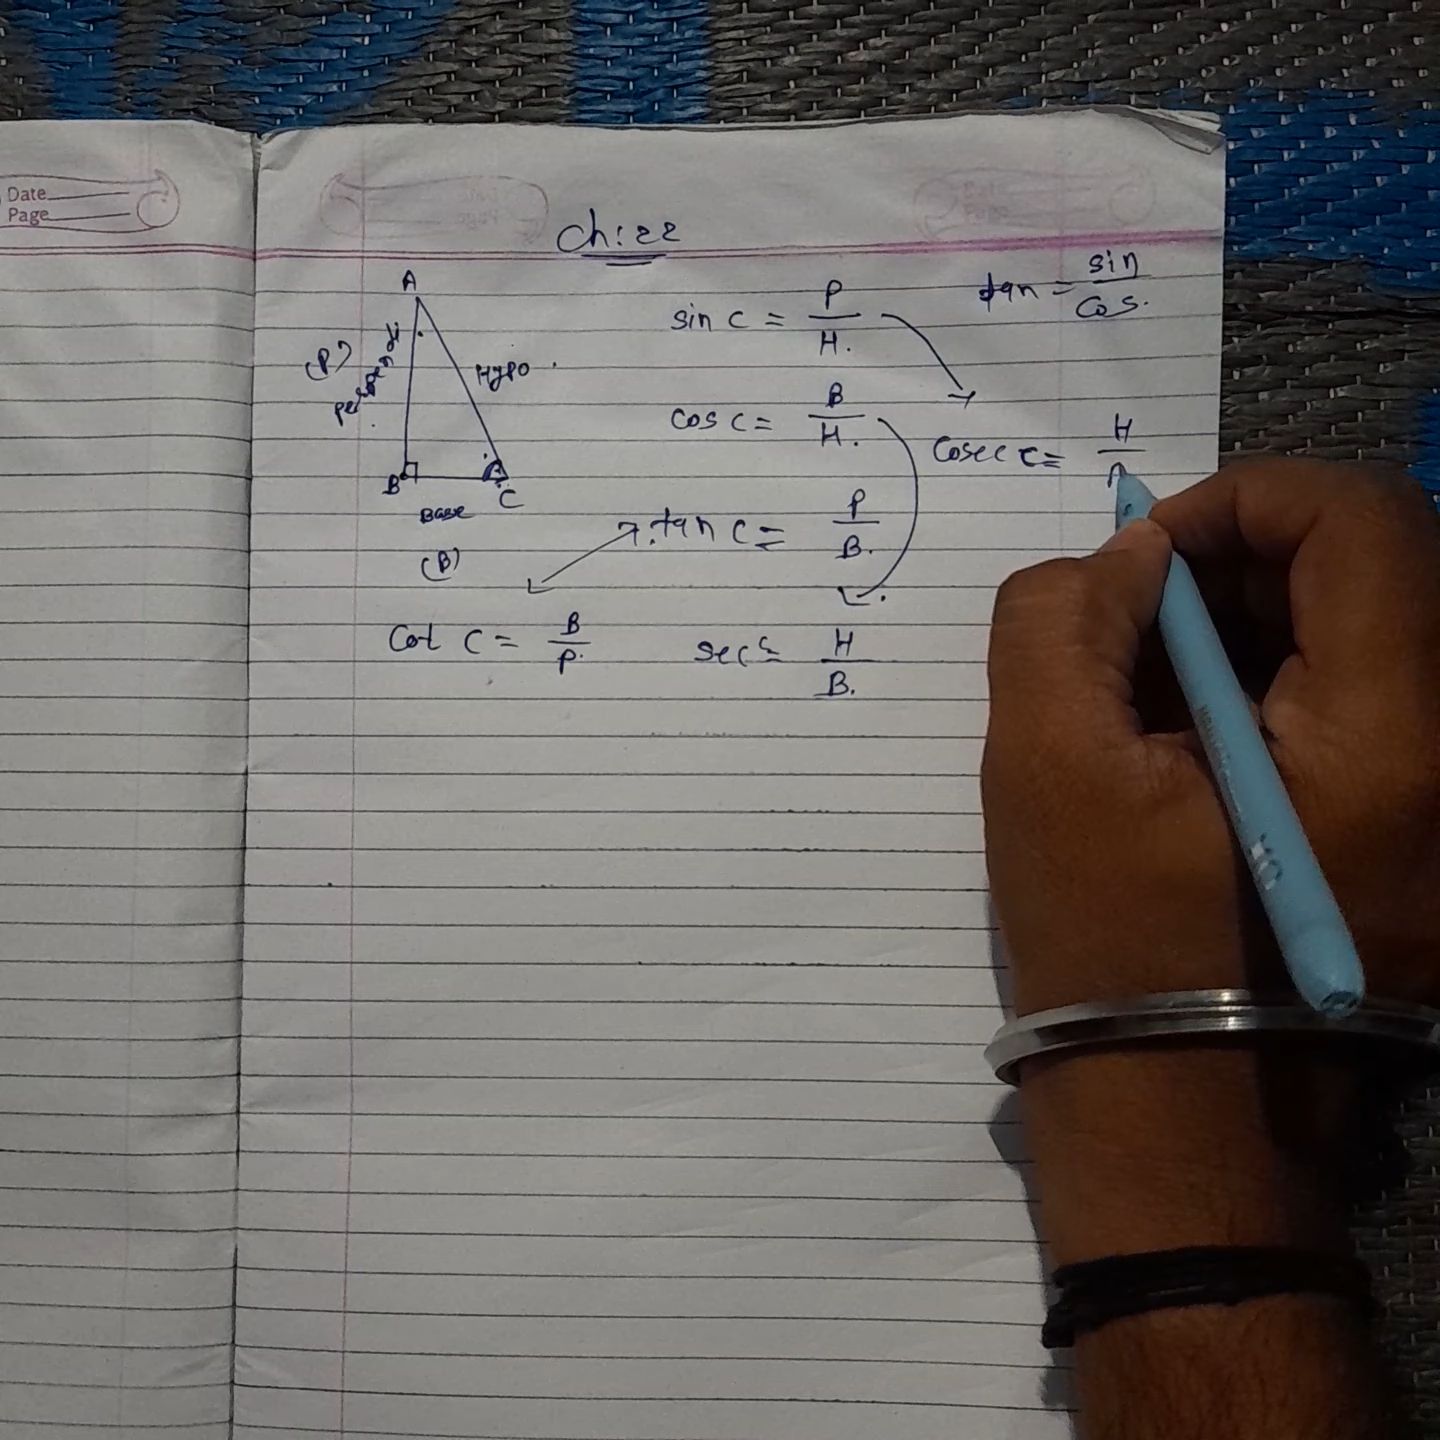 Date
Page
Ch: 22
A
(P)
Hypo
B
C
Base
(B)
sin C = P/H.
tan = sin/cos.
cos C = B/H.
cosec C = H/
tan C = P/B.
cot C = B/P.
sec C = H/B.